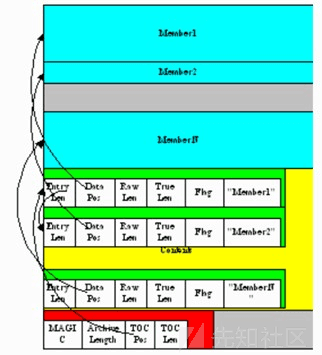 Member1
Member2
MemberN
Entry Len Data Pos Raw Len True Len Flag "Member1"
Entry Len Data Pos Raw Len True Len Flag "Member2"
Content
Entry Len Data Pos Raw Len True Len Flag "MemberN"
MAGIC Archive Length TOC Pos TOC Len
先知社区